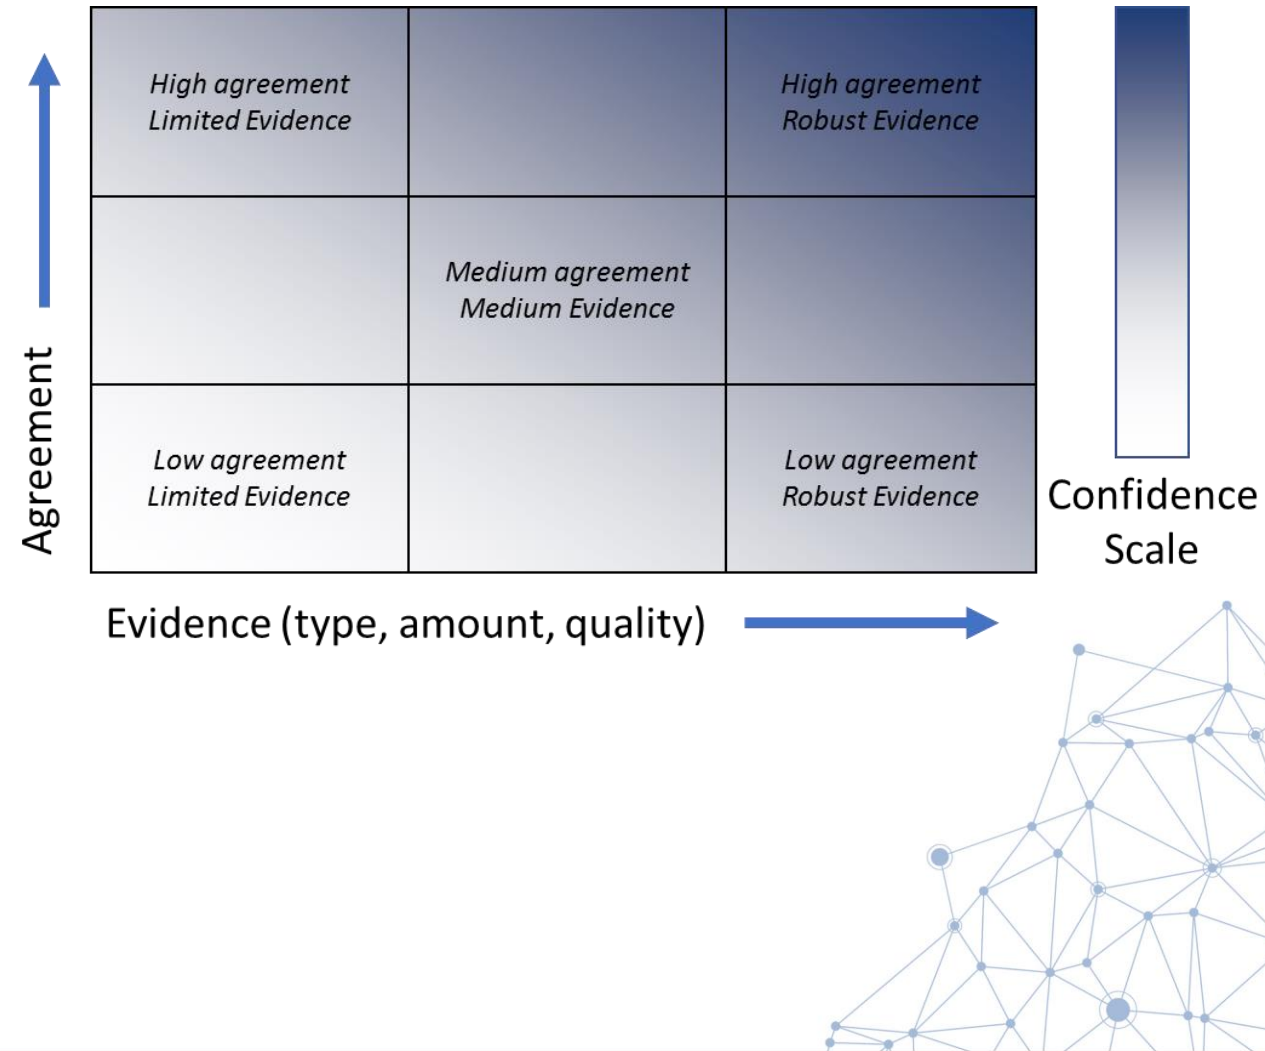 High agreement
Limited Evidence
High agreement
Robust Evidence
Medium agreement
Medium Evidence
Low agreement
Limited Evidence
Low agreement
Robust Evidence
Agreement
Evidence (type, amount, quality)
Confidence
Scale